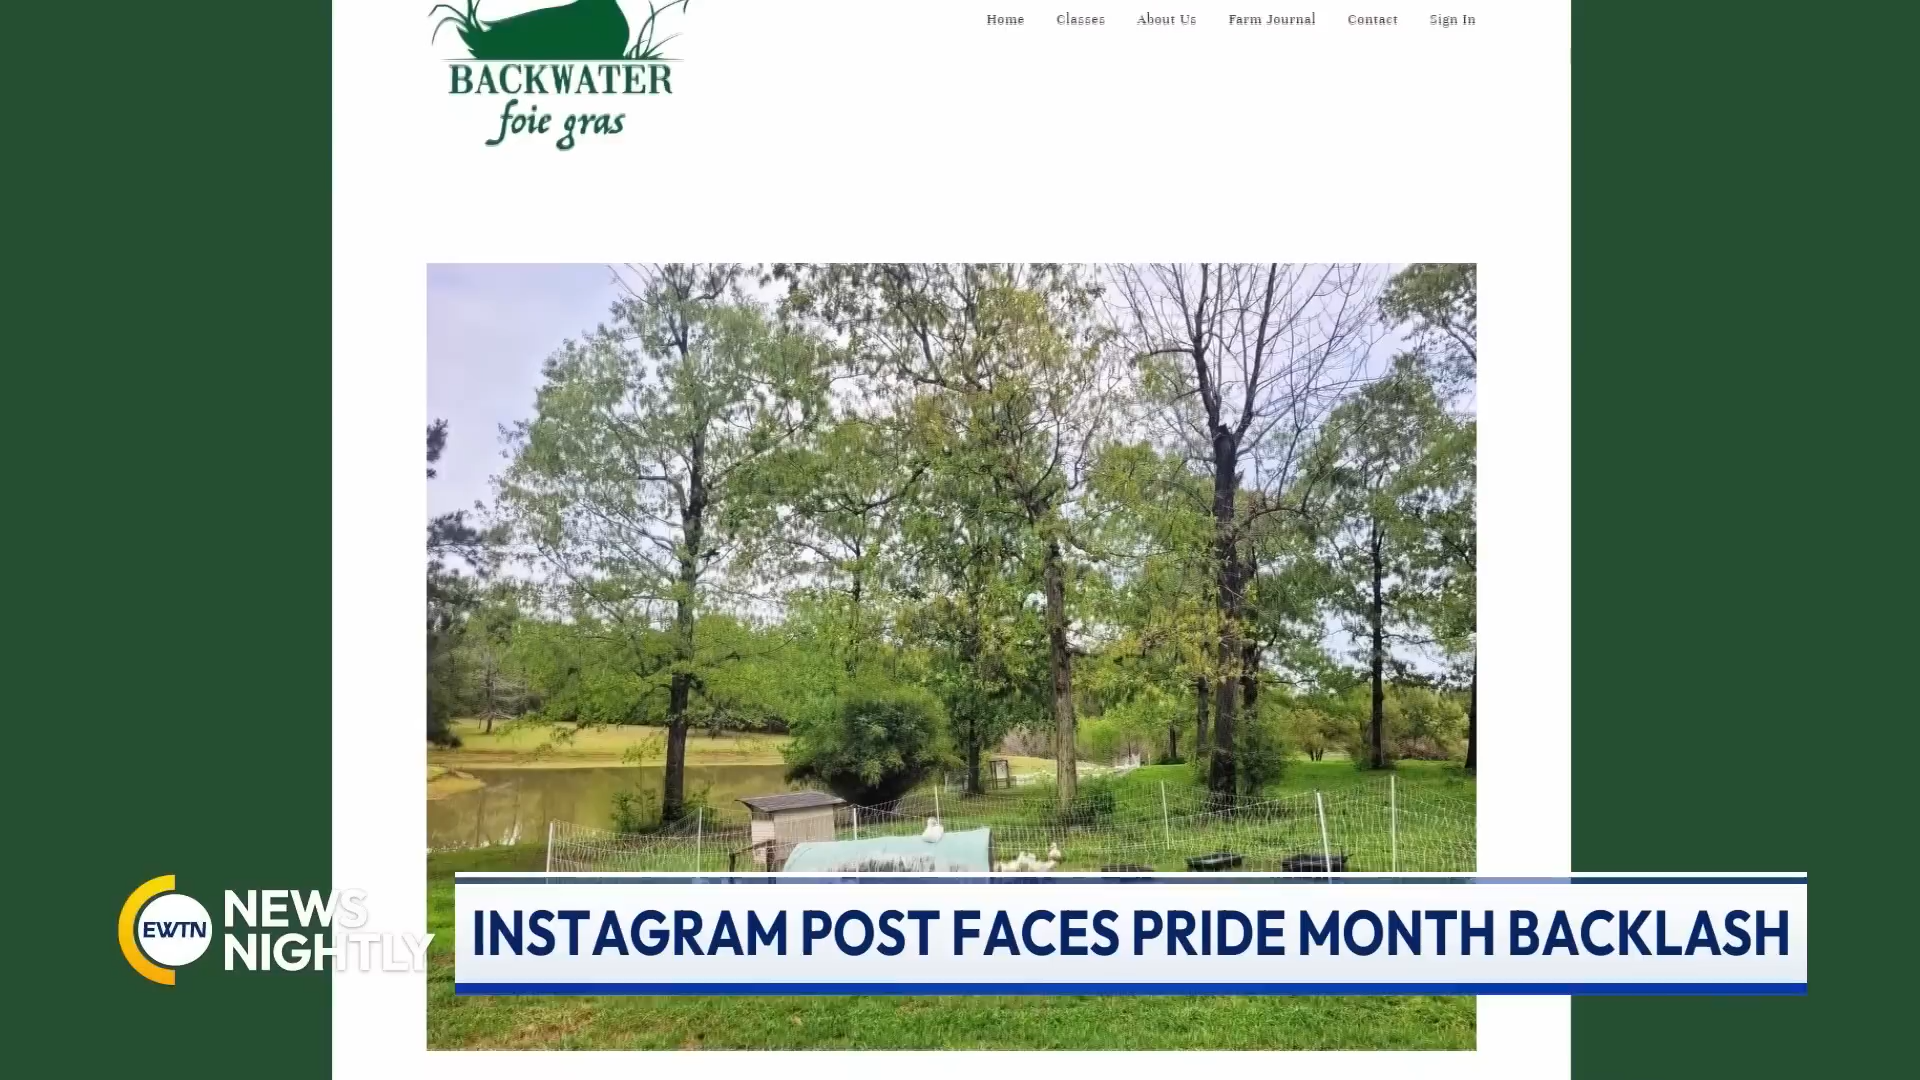 Home Classes About Us Farm Journal Contact Sign In
BACKWATER
foie gras
EWTN
NEWS
NIGHTLY
INSTAGRAM POST FACES PRIDE MONTH BACKLASH